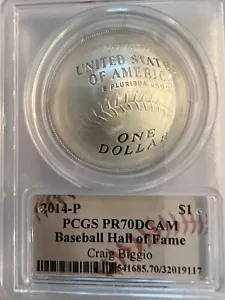 UNITED STATES
OF AMERICA
E PLURIBUS UNUM
ONE
DOLLAR
2014-P $1
PCGS PR70DCAM
Baseball Hall of Fame
Craig Biggio
541685.70/32019117